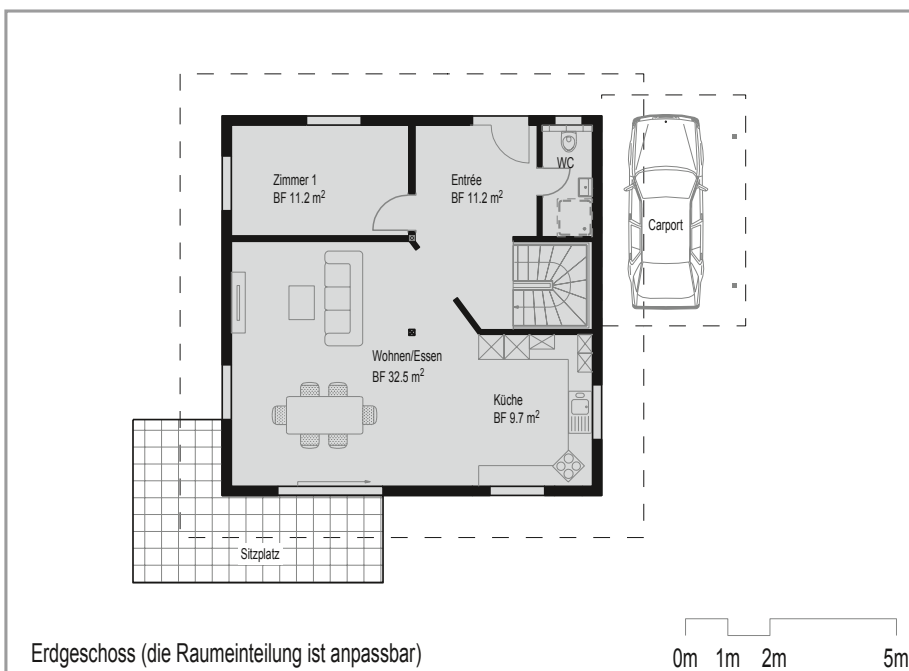 Zimmer 1
BF 11.2 m²
Entrée
BF 11.2 m²
WC
Carport
Wohnen/Essen
BF 32.5 m²
Küche
BF 9.7 m²
Sitzplatz
Erdgeschoss (die Raumeinteilung ist anpassbar)
0m 1m 2m 5m